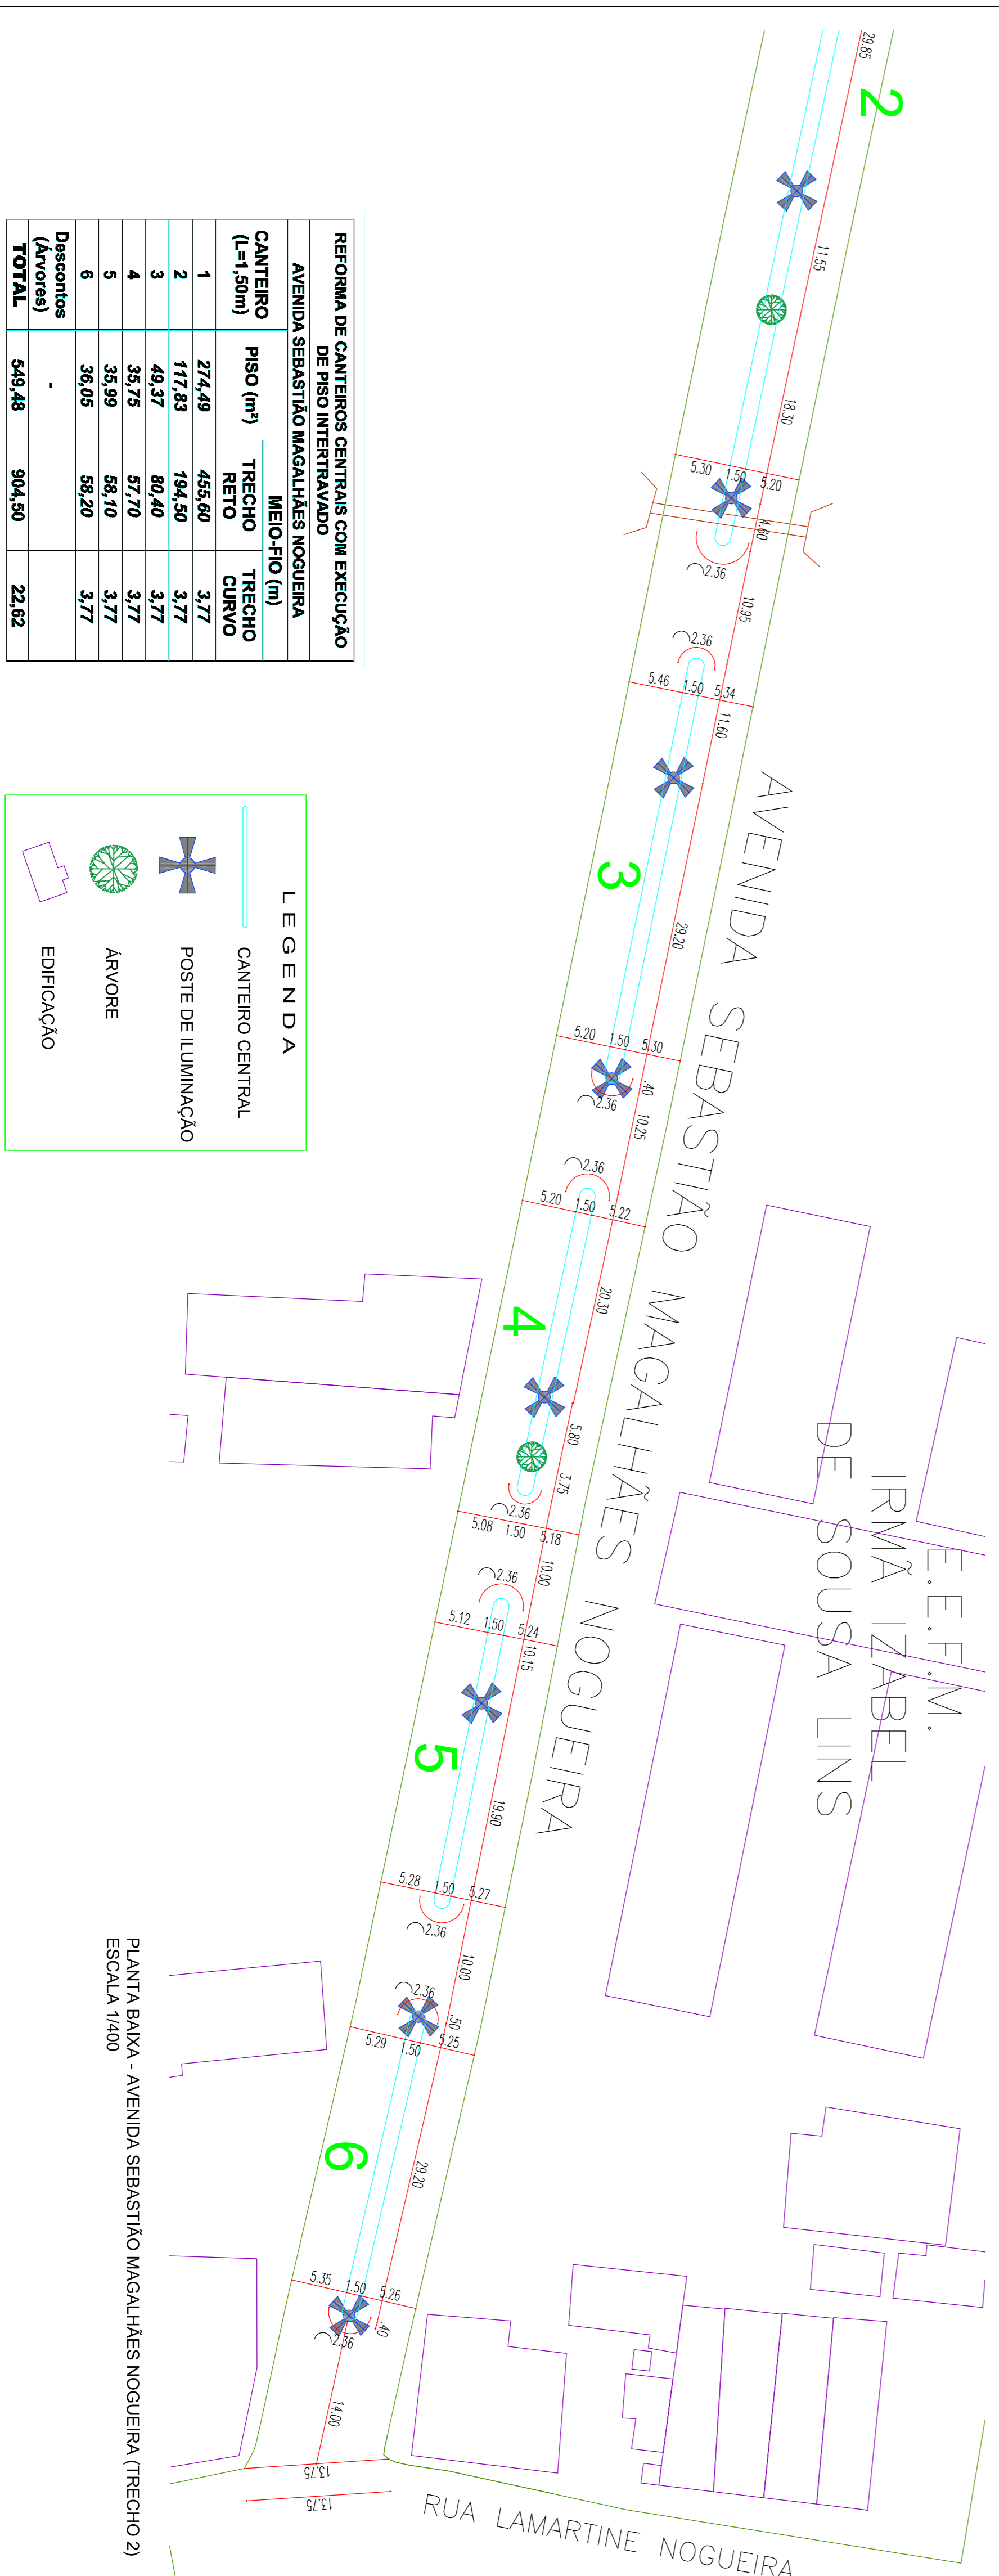 29.85
2
11.55
18.30
5.30 1.50 5.20
4.60
2.36
10.95
2.36
5.46 1.50 5.34
11.60
3
29.20
5.20 1.50 5.30
.40
2.36
10.25
2.36
5.20 1.50 5.22
20.30
4
5.80
3.75
2.36
5.08 1.50 5.18
10.00
2.36
5.12 1.50 5.24
10.15
5
19.90
5.28 1.50 5.27
2.36
10.00
2.36
.50
5.29 1.50 5.25
6
29.20
5.35 1.50 5.26
.40
2.36
14.00
13.75
13.75
AVENIDA SEBASTIÃO MAGALHÃES NOGUEIRA
E.E.F.M.
IRMÃ IZABEL
DE SOUSA LINS
RUA LAMARTINE NOGUEIRA
REFORMA DE CANTEIROS CENTRAIS COM EXECUÇÃO
DE PISO INTERTRAVADO
AVENIDA SEBASTIÃO MAGALHÃES NOGUEIRA
CANTEIRO
(L=1,50m)
PISO (m²)
MEIO-FIO (m)
TRECHO
RETO
TRECHO
CURVO
1 274,49 455,60 3,77
2 117,83 194,50 3,77
3 49,37 80,40 3,77
4 35,75 57,70 3,77
5 35,99 58,10 3,77
6 36,05 58,20 3,77
Descontos
(Árvores)
-
TOTAL 549,48 904,50 22,62
LEGENDA
CANTEIRO CENTRAL
POSTE DE ILUMINAÇÃO
ÁRVORE
EDIFICAÇÃO
PLANTA BAIXA - AVENIDA SEBASTIÃO MAGALHÃES NOGUEIRA (TRECHO 2)
ESCALA 1/400